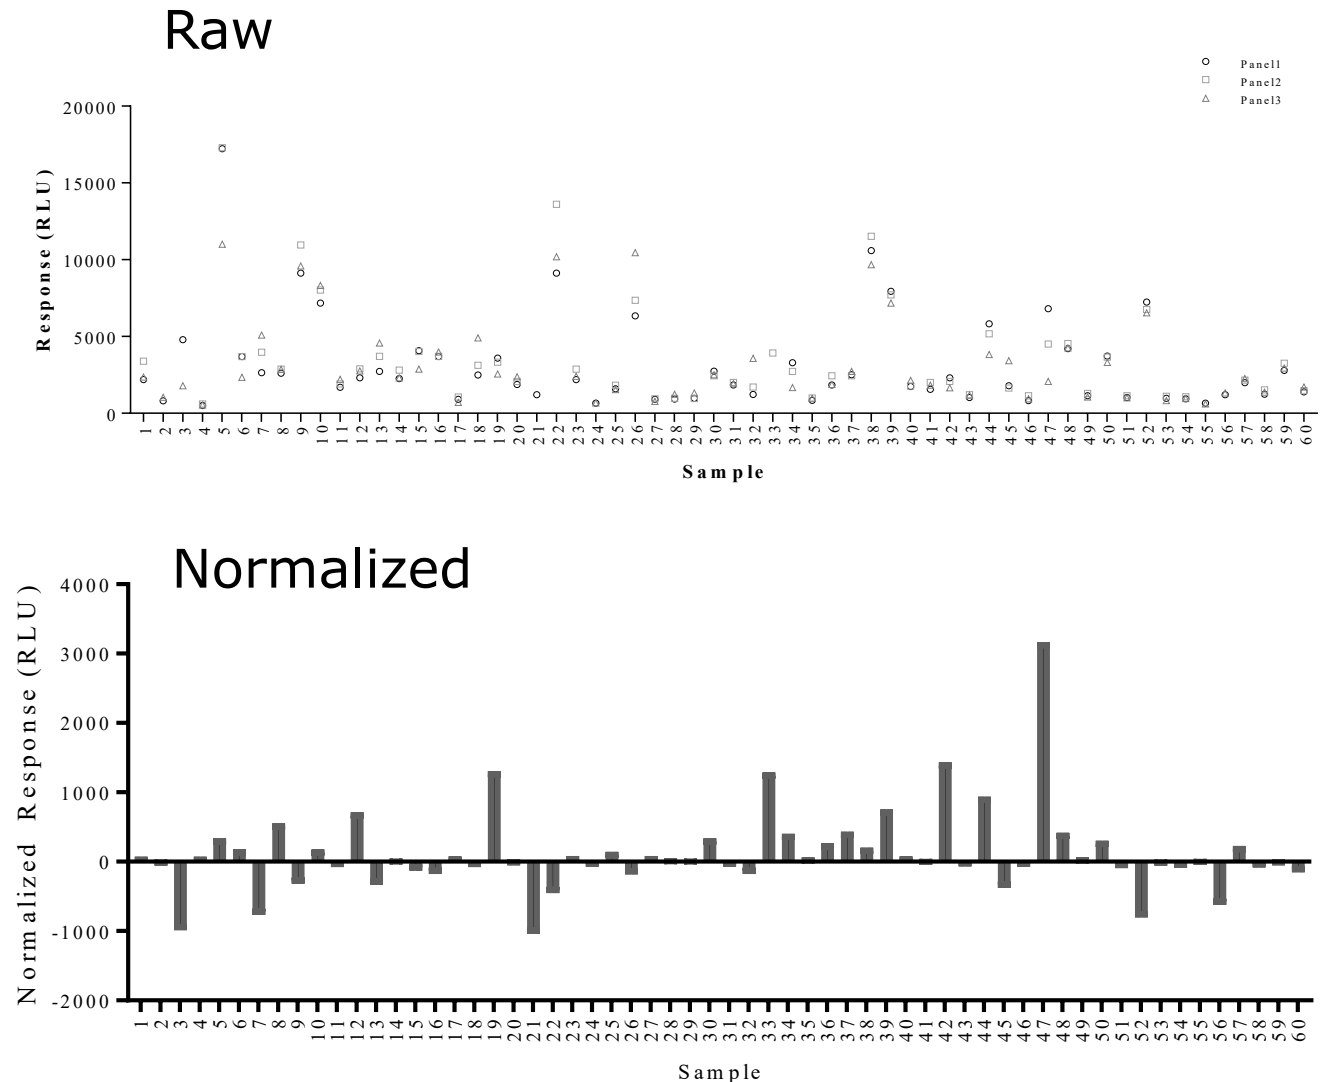 Raw
Panel1
Panel2
Panel3
20000
15000
10000
5000
0
Response (RLU)
1 2 3 4 5 6 7 8 9 10 11 12 13 14 15 16 17 18 19 20 21 22 23 24 25 26 27 28 29 30 31 32 33 34 35 36 37 38 39 40 41 42 43 44 45 46 47 48 49 50 51 52 53 54 55 56 57 58 59 60
Sample
Normalized
4000
3000
2000
1000
0
-1000
-2000
Normalized Response (RLU)
1 2 3 4 5 6 7 8 9 10 11 12 13 14 15 16 17 18 19 20 21 22 23 24 25 26 27 28 29 30 31 32 33 34 35 36 37 38 39 40 41 42 43 44 45 46 47 48 49 50 51 52 53 54 55 56 57 58 59 60
Sample